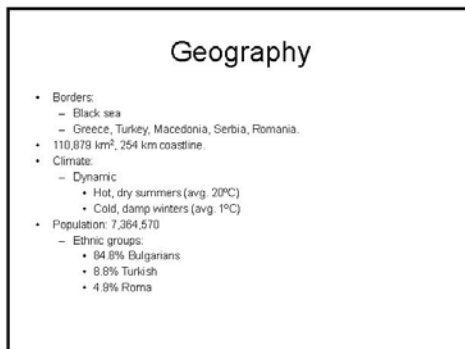 Geography
• Borders:
– Black sea
– Greece, Turkey, Macedonia, Serbia, Romania.
• 110,879 km², 254 km coastline.
• Climate:
– Dynamic
• Hot, dry summers (avg. 20ºC)
• Cold, damp winters (avg. 1ºC)
• Population: 7,364,570
– Ethnic groups:
• 84.8% Bulgarians
• 8.8% Turkish
• 4.9% Roma